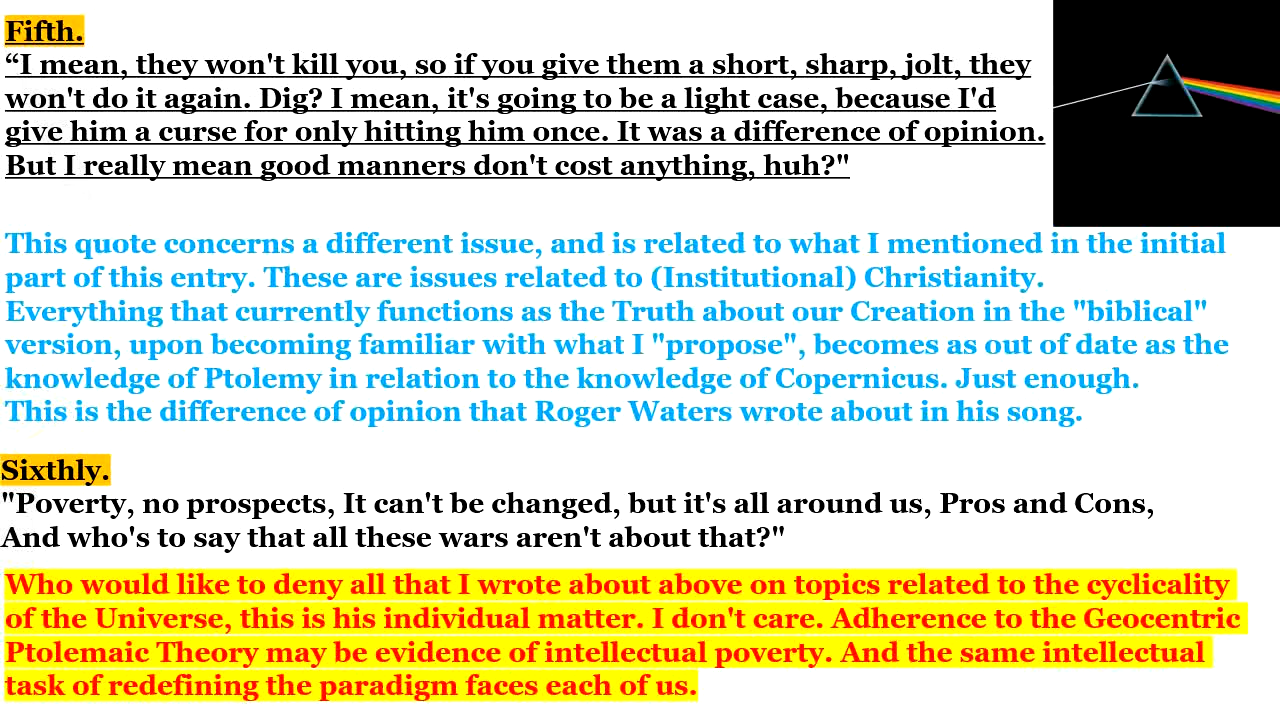 Fifth.
“I mean, they won't kill you, so if you give them a short, sharp, jolt, they
won't do it again. Dig? I mean, it's going to be a light case, because I'd
give him a curse for only hitting him once. It was a difference of opinion.
But I really mean good manners don't cost anything, huh?"
This quote concerns a different issue, and is related to what I mentioned in the initial
part of this entry. These are issues related to (Institutional) Christianity.
Everything that currently functions as the Truth about our Creation in the "biblical"
version, upon becoming familiar with what I "propose", becomes as out of date as the
knowledge of Ptolemy in relation to the knowledge of Copernicus. Just enough.
This is the difference of opinion that Roger Waters wrote about in his song.
Sixthly.
"Poverty, no prospects, It can't be changed, but it's all around us, Pros and Cons,
And who's to say that all these wars aren't about that?"
Who would like to deny all that I wrote about above on topics related to the cyclicality
of the Universe, this is his individual matter. I don't care. Adherence to the Geocentric
Ptolemaic Theory may be evidence of intellectual poverty. And the same intellectual
task of redefining the paradigm faces each of us.